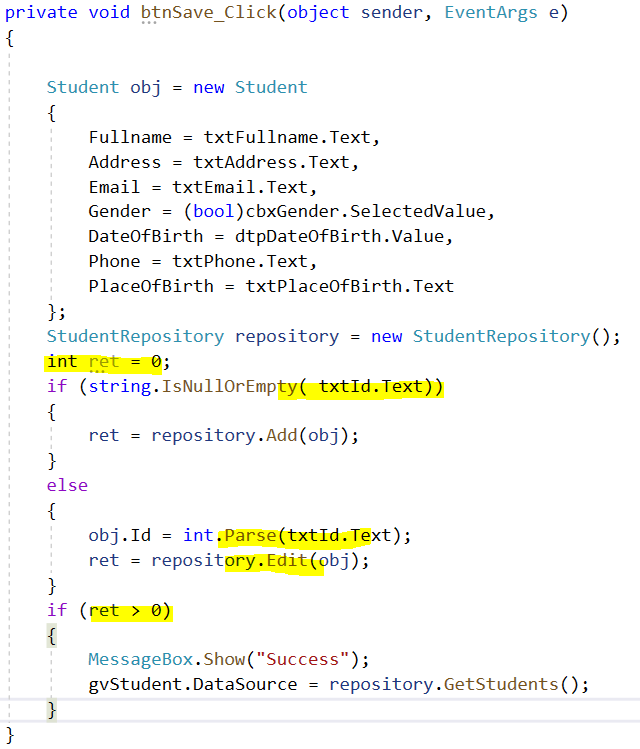 private void btnSave_Click(object sender, EventArgs e)
{
Student obj = new Student
{
Fullname = txtFullname.Text,
Address = txtAddress.Text,
Email = txtEmail.Text,
Gender = (bool)cbxGender.SelectedValue,
DateOfBirth = dtpDateOfBirth.Value,
Phone = txtPhone.Text,
PlaceOfBirth = txtPlaceOfBirth.Text
};
StudentRepository repository = new StudentRepository();
int ret = 0;
if (string.IsNullOrEmpty( txtId.Text))
{
ret = repository.Add(obj);
}
else
{
obj.Id = int.Parse(txtId.Text);
ret = repository.Edit(obj);
}
if (ret > 0)
{
MessageBox.Show("Success");
gvStudent.DataSource = repository.GetStudents();
}
}